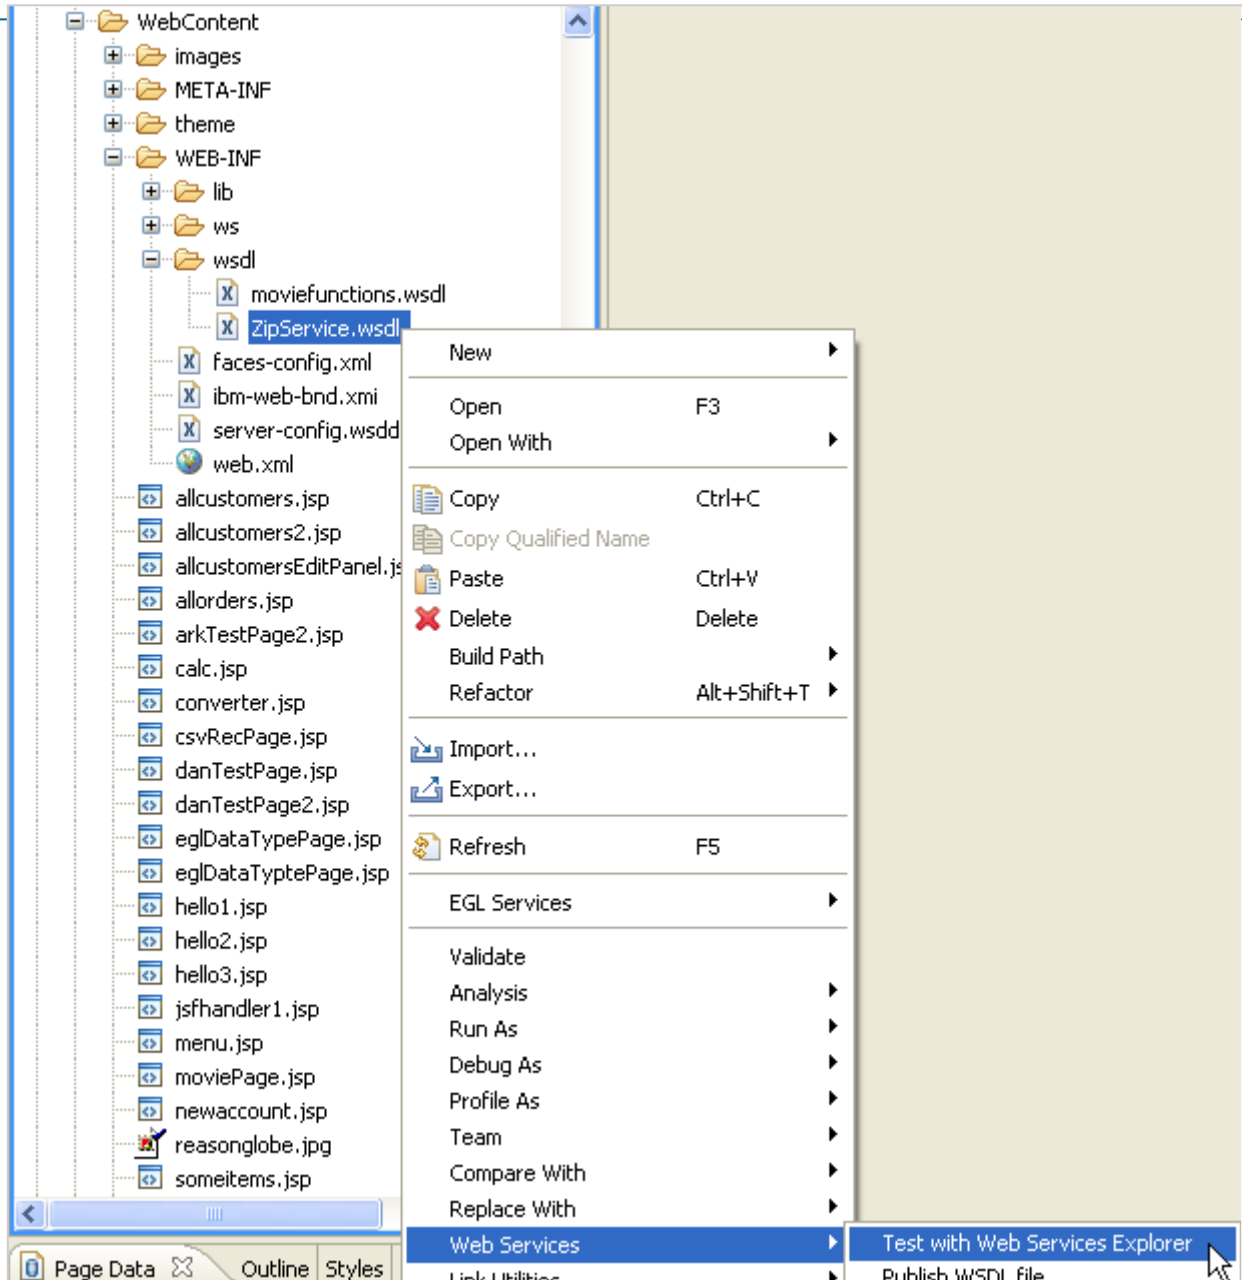 WebContent
images
META-INF
theme
WEB-INF
lib
ws
wsdl
moviefunctions.wsdl
ZipService.wsdl
faces-config.xml
ibm-web-bnd.xmi
server-config.wsdd
web.xml
allcustomers.jsp
allcustomers2.jsp
allcustomersEditPanel.js
allorders.jsp
arkTestPage2.jsp
calc.jsp
converter.jsp
csvRecPage.jsp
danTestPage.jsp
danTestPage2.jsp
eglDataTypePage.jsp
eglDataTyptePage.jsp
hello1.jsp
hello2.jsp
hello3.jsp
jsfhandler1.jsp
menu.jsp
moviePage.jsp
newaccount.jsp
reasonglobe.jpg
someitems.jsp
Page Data Outline Styles
New
Open F3
Open With
Copy Ctrl+C
Copy Qualified Name
Paste Ctrl+V
Delete Delete
Build Path
Refactor Alt+Shift+T
Import...
Export...
Refresh F5
EGL Services
Validate
Analysis
Run As
Debug As
Profile As
Team
Compare With
Replace With
Web Services
Link Utilities
Test with Web Services Explorer
Publish WSDL file